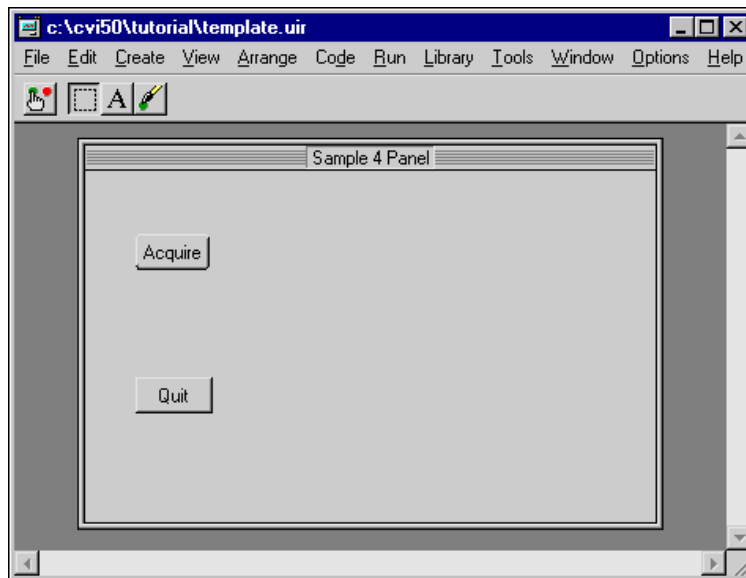 c:\cvi50\tutorial\template.uir
File Edit Create View Arrange Code Run Library Tools Window Options Help
A
Sample 4 Panel
Acquire
Quit